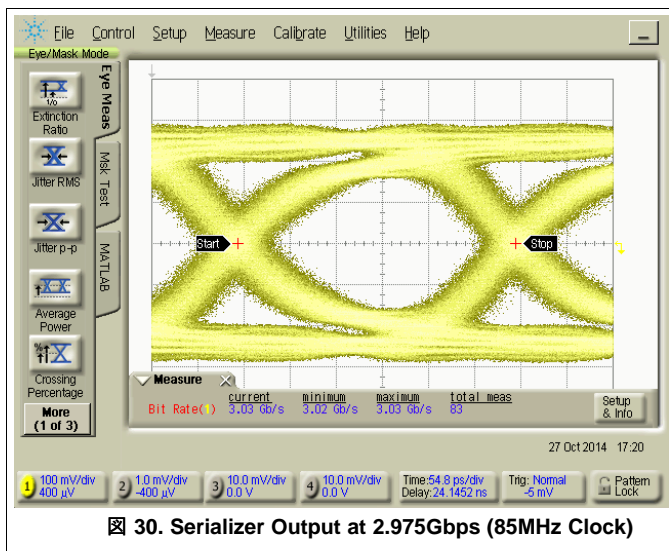 File Control Setup Measure Calibrate Utilities Help
Eye/Mask Mode
Eye Meas
Msk Test
MATLAB
1/0
Extinction
Ratio
Jitter RMS
Jitter p-p
Average
Power
%
Crossing
Percentage
More
(1 of 3)
Start
Stop
Measure
current minimum maximum total meas
Bit Rate(1) 3.03 Gb/s 3.02 Gb/s 3.03 Gb/s 83
Setup
& Info
27 Oct 2014 17:20
1 100 mV/div
400 µV
2 1.0 mV/div
-400 µV
3 10.0 mV/div
0.0 V
4 10.0 mV/div
0.0 V
Time:54.8 ps/div
Delay:24.1452 ns
Trig: Normal
-5 mV
Pattern
Lock
図 30. Serializer Output at 2.975Gbps (85MHz Clock)